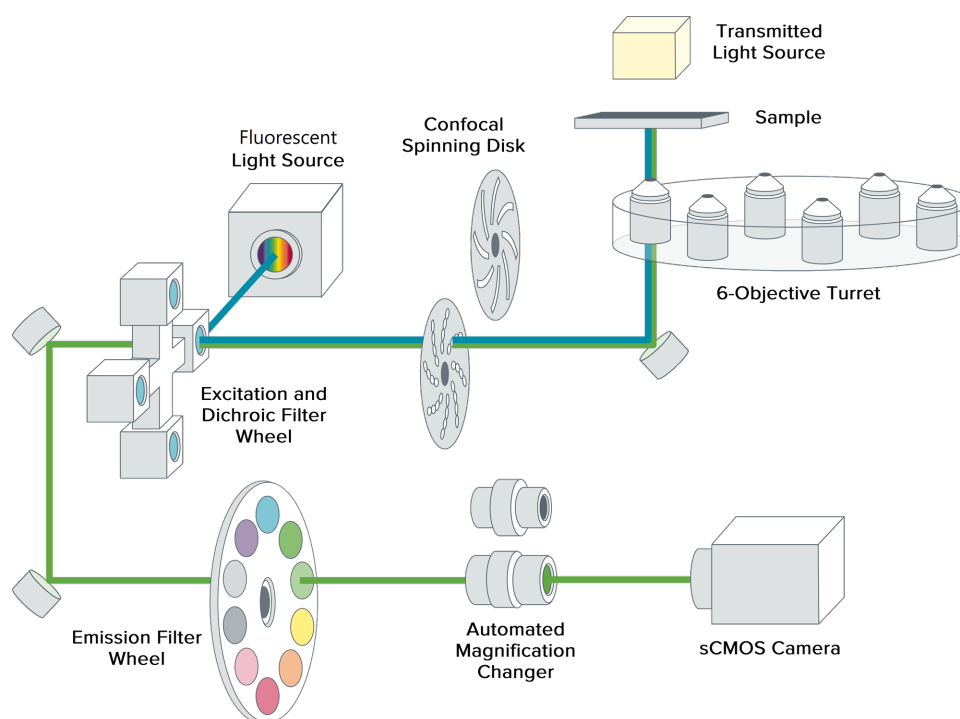 Transmitted
Light Source
Sample
Confocal
Spinning Disk
Fluorescent
Light Source
6-Objective Turret
Excitation and
Dichroic Filter
Wheel
Emission Filter
Wheel
Automated
Magnification
Changer
sCMOS Camera